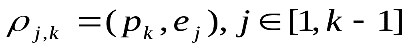 ρ_{j,k} = (p_k, e_j), j ∈ [1, k - 1]